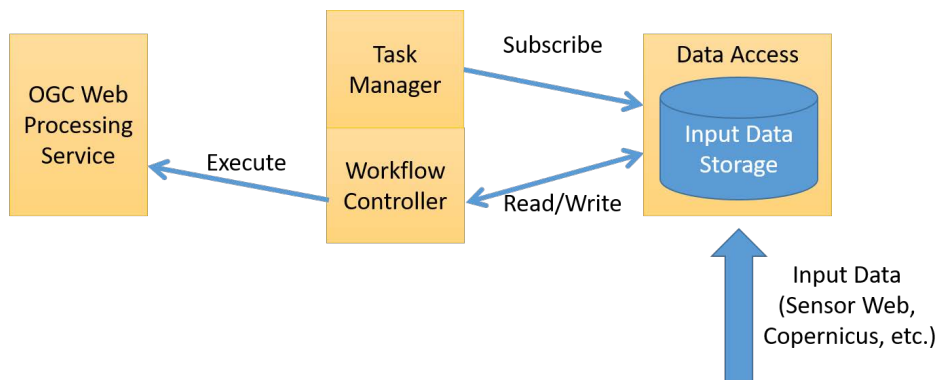 OGC Web
Processing
Service
Execute
Task
Manager
Workflow
Controller
Subscribe
Read/Write
Data Access
Input Data
Storage
Input Data
(Sensor Web,
Copernicus, etc.)